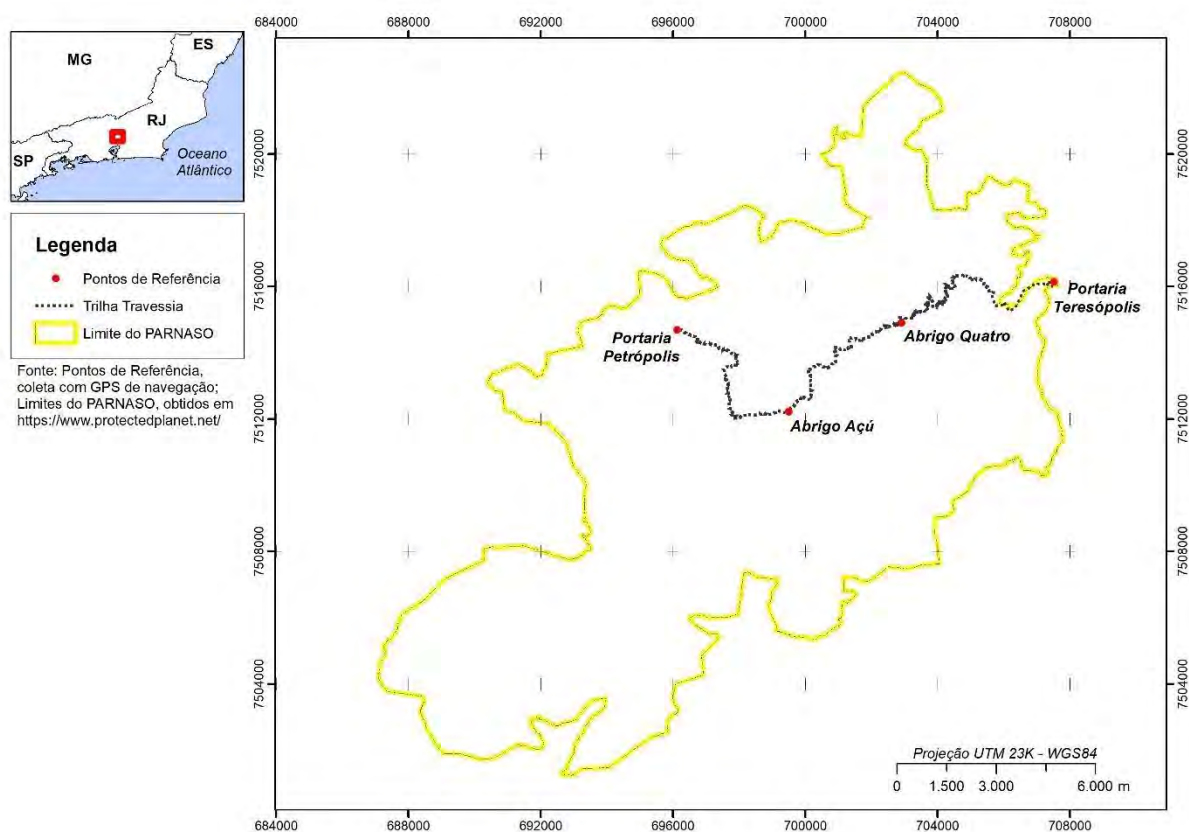 684000
688000
692000
696000
700000
704000
708000
MG
ES
RJ
SP
Oceano
Atlântico
Legenda
Pontos de Referência
Trilha Travessia
Limite do PARNASO
Fonte: Pontos de Referência,
coleta com GPS de navegação;
Limites do PARNASO, obtidos em
https://www.protectedplanet.net/
7520000
7516000
7512000
7508000
7504000
Portaria
Petrópolis
Abrigo Açú
Abrigo Quatro
Portaria
Teresópolis
7520000
7516000
7512000
7508000
7504000
Projeção UTM 23K - WGS84
0 1.500 3.000 6.000 m
684000
688000
692000
696000
700000
704000
708000